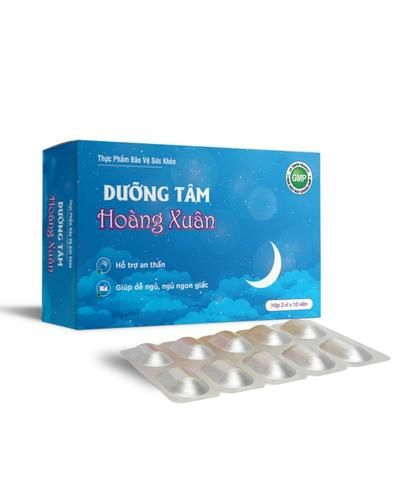 Thực Phẩm Bảo Vệ Sức Khỏe
DƯỠNG TÂM
Hoàng Xuân
Hỗ trợ an thần
Giúp dễ ngủ, ngủ ngon giấc
Hộp 3 vỉ x 10 viên
GMP
Thực Phẩm Bảo Vệ Sức Khỏe
DƯỠNG TÂM
Hoàng Xuân